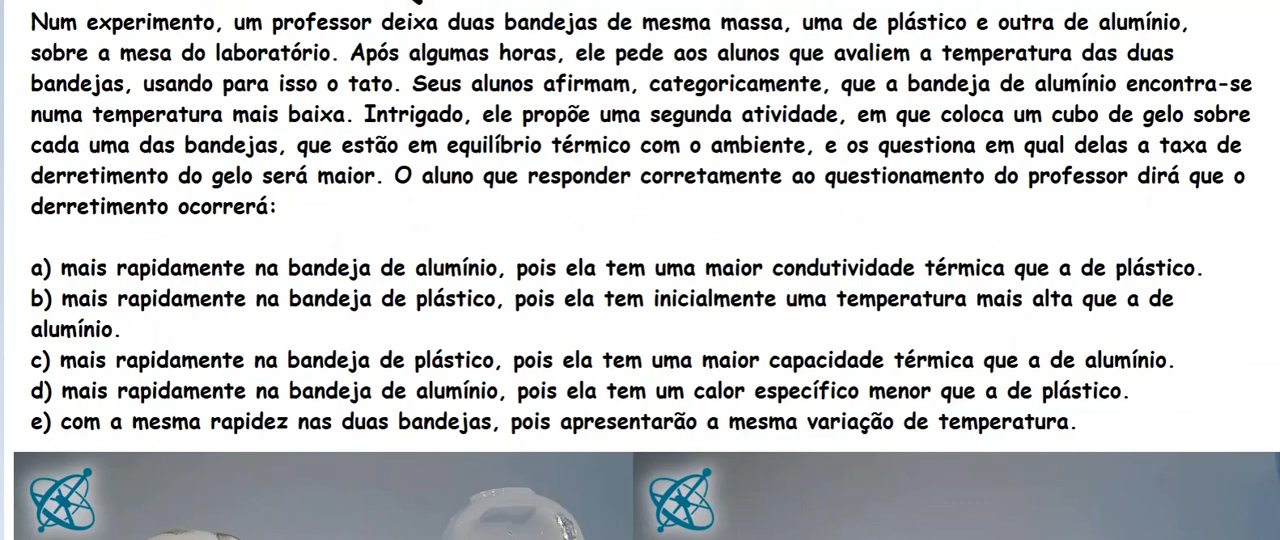 Num experimento, um professor deixa duas bandejas de mesma massa, uma de plástico e outra de alumínio,
sobre a mesa do laboratório. Após algumas horas, ele pede aos alunos que avaliem a temperatura das duas
bandejas, usando para isso o tato. Seus alunos afirmam, categoricamente, que a bandeja de alumínio encontra-se
numa temperatura mais baixa. Intrigado, ele propõe uma segunda atividade, em que coloca um cubo de gelo sobre
cada uma das bandejas, que estão em equilíbrio térmico com o ambiente, e os questiona em qual delas a taxa de
derretimento do gelo será maior. O aluno que responder corretamente ao questionamento do professor dirá que o
derretimento ocorrerá:
a) mais rapidamente na bandeja de alumínio, pois ela tem uma maior condutividade térmica que a de plástico.
b) mais rapidamente na bandeja de plástico, pois ela tem inicialmente uma temperatura mais alta que a de
alumínio.
c) mais rapidamente na bandeja de plástico, pois ela tem uma maior capacidade térmica que a de alumínio.
d) mais rapidamente na bandeja de alumínio, pois ela tem um calor específico menor que a de plástico.
e) com a mesma rapidez nas duas bandejas, pois apresentarão a mesma variação de temperatura.